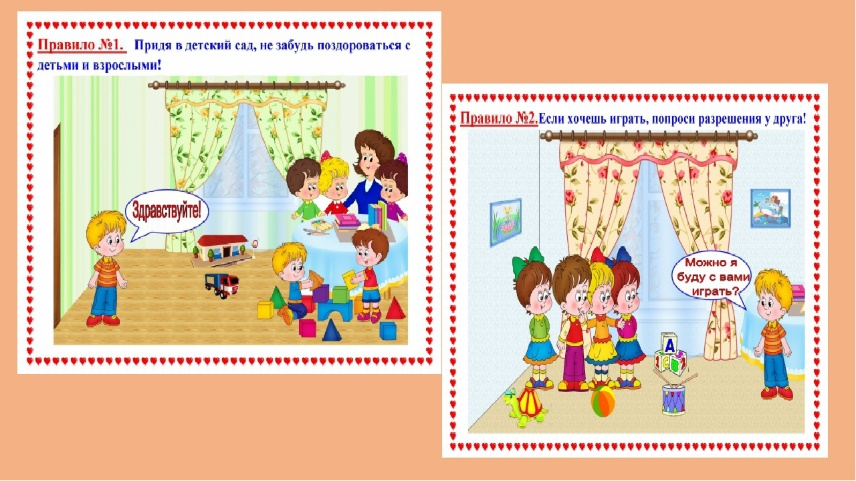 Правило №1. Придя в детский сад, не забудь поздороваться с
детьми и взрослыми!
Здравствуйте!
Правило №2.Если хочешь играть, попроси разрешения у друга!
Можно я
буду с вами
играть?
А